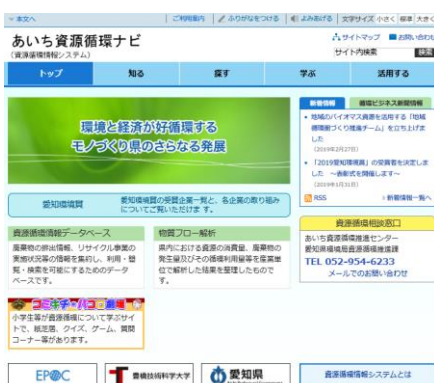 本文へ
ご利用案内
ふりがなをつける
よみあげる
文字サイズ 小さく 標準 大きく
あいち資源循環ナビ
(資源循環情報システム)
サイトマップ
お問い合わせ
サイト内検索
検索
トップ
知る
探す
学ぶ
活用する
環境と経済が好循環する
モノづくり県のさらなる発展
新着情報
循環ビジネス新聞情報
地域のバイオマス資源を活用する「地域
循環圏づくり推進チーム」を立ち上げま
した
(2019年2月27日)
「2019愛知環境賞」の受賞者を決定しま
した ～表彰式を開催します～
(2019年1月31日)
RSS
新着情報一覧へ
愛知環境賞
愛知環境賞の受賞企業一覧と、各企業の取り組み
についてご覧いただけます。
資源循環情報データベース
廃棄物の排出情報、リサイクル事業の
実施状況等の情報を集約し、利用・閲
覧・検索を可能にするためのデータ
ベースです。
物質フロー解析
県内における資源の消費量、廃棄物の
発生量及びその循環利用量等を産業単
位で解析した結果を整理したもので
す。
資源循環相談窓口
あいち資源循環推進センター
愛知県環境局資源循環推進課
TEL 052-954-6233
メールでのお問い合わせ
小学生等が資源循環について学ぶサイ
トで、紙芝居、クイズ、ゲーム、質問
コーナー等があります。
EPOC
豊橋技術科学大学
愛知県
資源循環情報システムとは